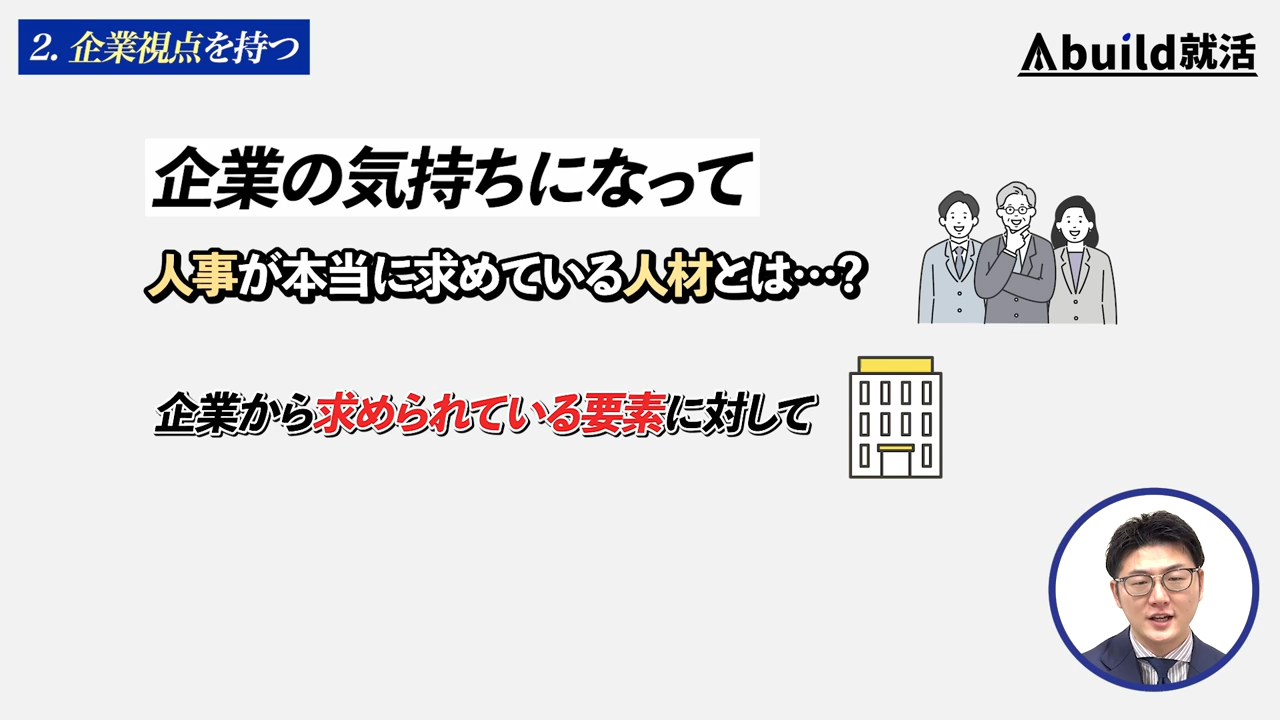 2. 企業視点を持つ
Abuild就活
企業の気持ちになって
人事が本当に求めている人材とは…?
企業から求められている要素に対して